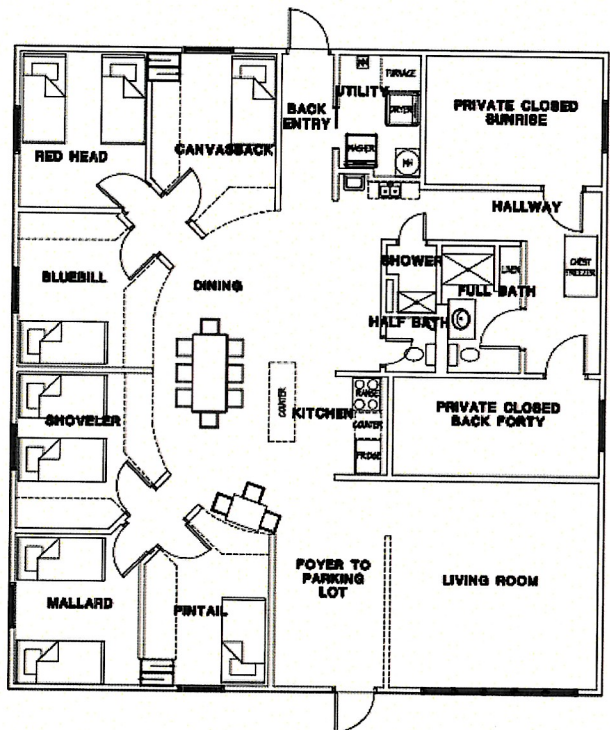 WH
FURNACE
UTILITY
DRYER
BACK
ENTRY
PRIVATE CLOSED
SUNRISE
RED HEAD
CANVASBACK
WASHER
WH
HALLWAY
BLUEBILL
DINING
SHOWER
LINEN
CHEST
FREEZER
FULL BATH
HALF BATH
SHOVELER
COUNTER
KITCHEN
RANGE
COUNTER
FRIDGE
PRIVATE CLOSED
BACK FORTY
MALLARD
PINTAIL
FOYER TO
PARKING
LOT
LIVING ROOM